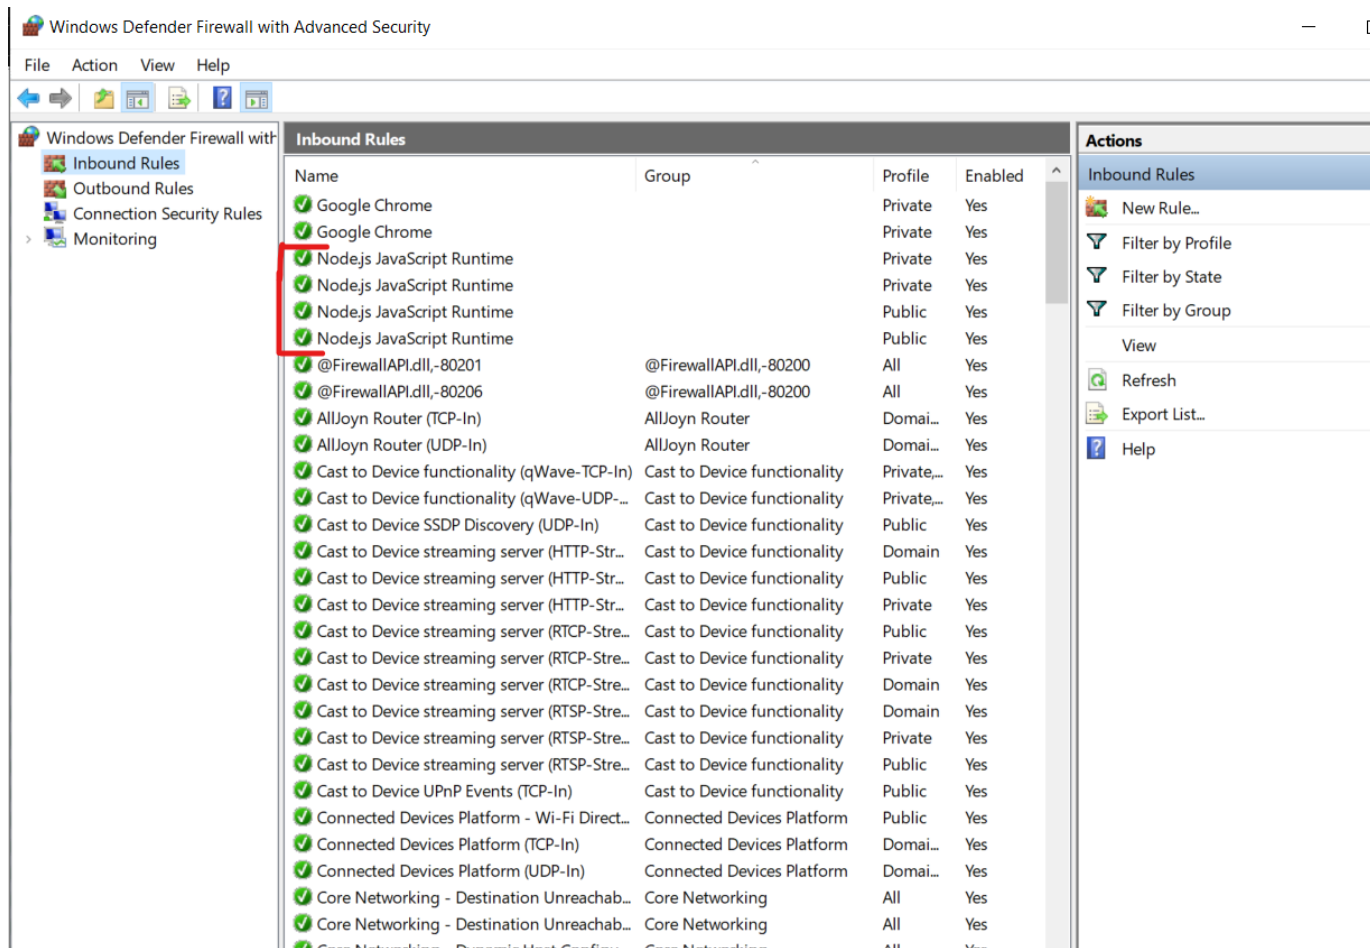 Windows Defender Firewall with Advanced Security
File Action View Help
Windows Defender Firewall with
Inbound Rules
Outbound Rules
Connection Security Rules
Monitoring
Inbound Rules
Name Group Profile Enabled
Google Chrome Private Yes
Google Chrome Private Yes
Node.js JavaScript Runtime Private Yes
Node.js JavaScript Runtime Private Yes
Node.js JavaScript Runtime Public Yes
Node.js JavaScript Runtime Public Yes
@FirewallAPI.dll,-80201 @FirewallAPI.dll,-80200 All Yes
@FirewallAPI.dll,-80206 @FirewallAPI.dll,-80200 All Yes
AllJoyn Router (TCP-In) AllJoyn Router Domai... Yes
AllJoyn Router (UDP-In) AllJoyn Router Domai... Yes
Cast to Device functionality (qWave-TCP-In) Cast to Device functionality Private,... Yes
Cast to Device functionality (qWave-UDP-... Cast to Device functionality Private,... Yes
Cast to Device SSDP Discovery (UDP-In) Cast to Device functionality Public Yes
Cast to Device streaming server (HTTP-Str... Cast to Device functionality Domain Yes
Cast to Device streaming server (HTTP-Str... Cast to Device functionality Public Yes
Cast to Device streaming server (HTTP-Str... Cast to Device functionality Private Yes
Cast to Device streaming server (RTCP-Stre... Cast to Device functionality Public Yes
Cast to Device streaming server (RTCP-Stre... Cast to Device functionality Private Yes
Cast to Device streaming server (RTCP-Stre... Cast to Device functionality Domain Yes
Cast to Device streaming server (RTSP-Stre... Cast to Device functionality Domain Yes
Cast to Device streaming server (RTSP-Stre... Cast to Device functionality Private Yes
Cast to Device streaming server (RTSP-Stre... Cast to Device functionality Public Yes
Cast to Device UPnP Events (TCP-In) Cast to Device functionality Public Yes
Connected Devices Platform - Wi-Fi Direct... Connected Devices Platform Public Yes
Connected Devices Platform (TCP-In) Connected Devices Platform Domai... Yes
Connected Devices Platform (UDP-In) Connected Devices Platform Domai... Yes
Core Networking - Destination Unreachab... Core Networking All Yes
Core Networking - Destination Unreachab... Core Networking All Yes
Actions
Inbound Rules
New Rule...
Filter by Profile
Filter by State
Filter by Group
View
Refresh
Export List...
Help